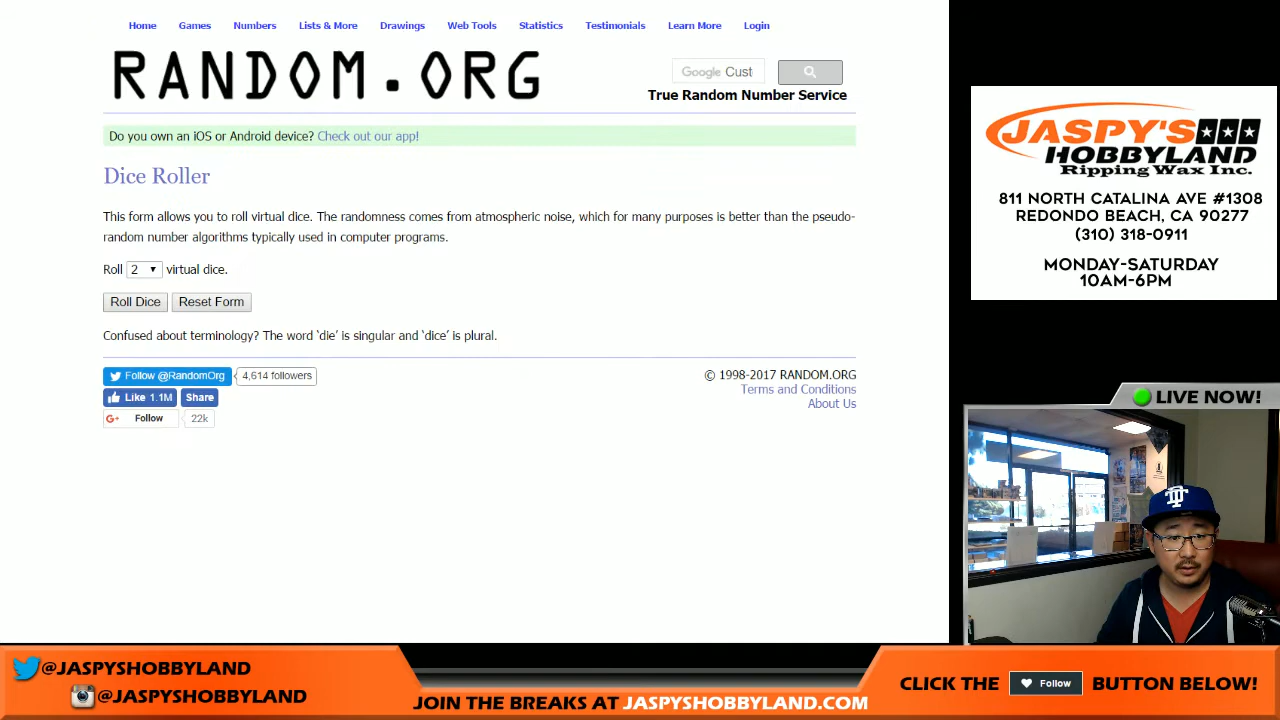 Home Games Numbers Lists & More Drawings Web Tools Statistics Testimonials Learn More Login
RANDOM.ORG
Google Cust
True Random Number Service
Do you own an iOS or Android device? Check out our app!
Dice Roller
This form allows you to roll virtual dice. The randomness comes from atmospheric noise, which for many purposes is better than the pseudo-
random number algorithms typically used in computer programs.
Roll 2 virtual dice.
Roll Dice Reset Form
Confused about terminology? The word ‘die’ is singular and ‘dice’ is plural.
Follow @RandomOrg 4,614 followers
Like 1.1M Share
G+ Follow 22k
© 1998-2017 RANDOM.ORG
Terms and Conditions
About Us
JASPY'S
HOBBYLAND
Ripping Wax Inc.
811 NORTH CATALINA AVE #1308
REDONDO BEACH, CA 90277
(310) 318-0911
MONDAY-SATURDAY
10AM-6PM
LIVE NOW!
@JASPYSHOBBYLAND
@JASPYSHOBBYLAND
JOIN THE BREAKS AT JASPYSHOBBYLAND.COM
CLICK THE Follow BUTTON BELOW!